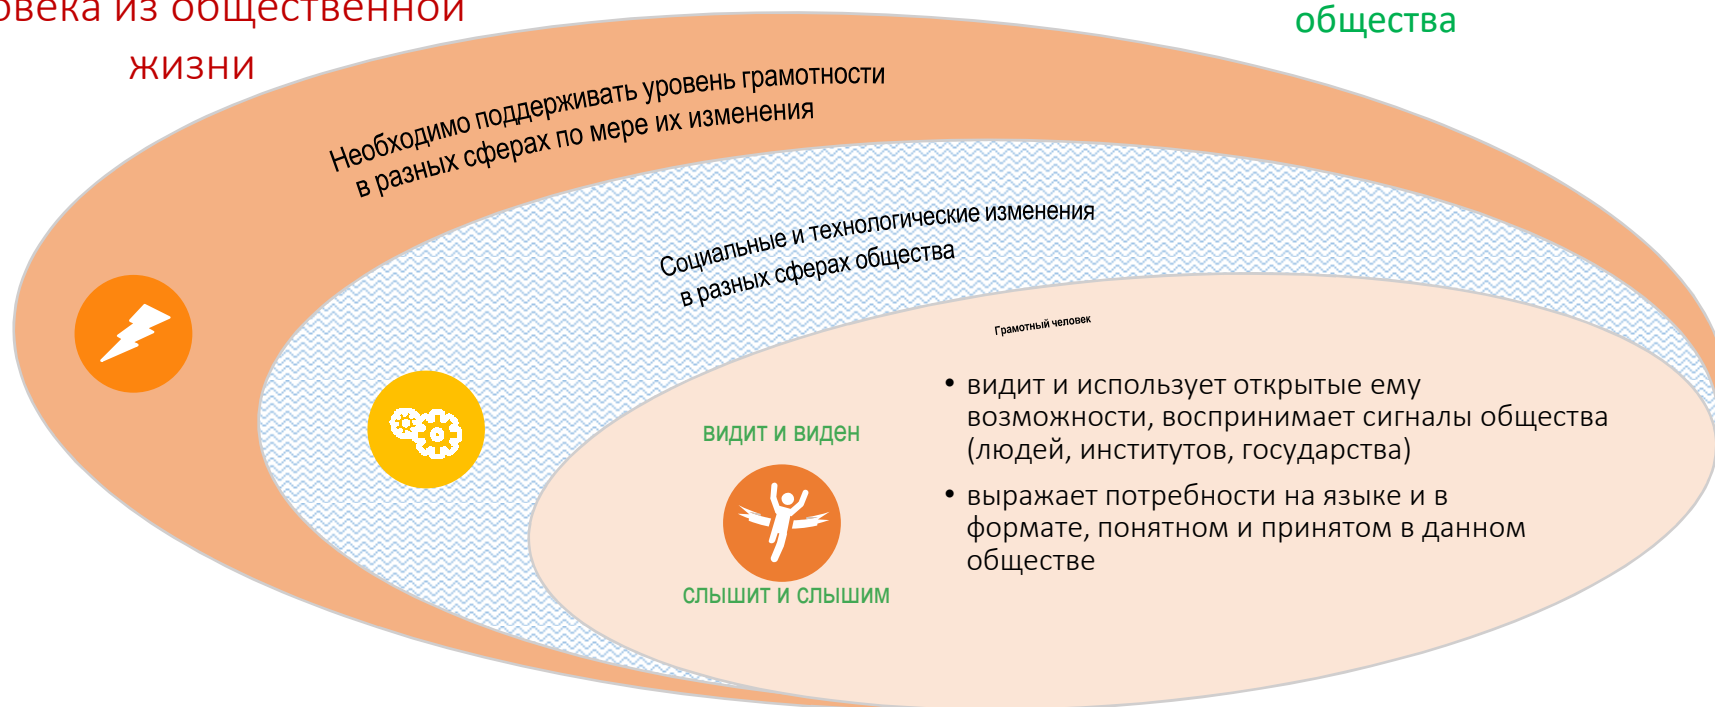 из общественной
жизни
общества
Необходимо поддерживать уровень грамотности
в разных сферах по мере их изменения
Социальные и технологические изменения
в разных сферах общества
Грамотный человек
• видит и использует открытые ему
возможности, воспринимает сигналы общества
(людей, институтов, государства)
• выражает потребности на языке и в
формате, понятном и принятом в данном
обществе
видит и виден
слышит и слышим